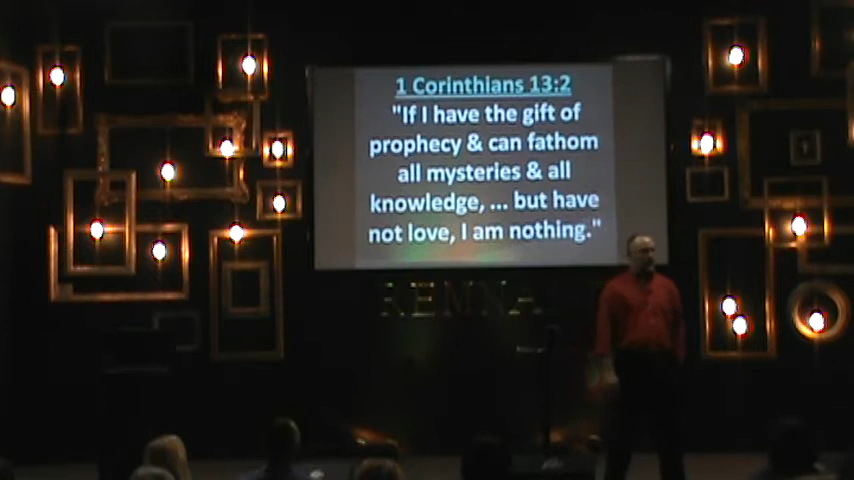 1 Corinthians 13:2
"If I have the gift of
prophecy & can fathom
all mysteries & all
knowledge, ... but have
not love, I am nothing."
REMNA